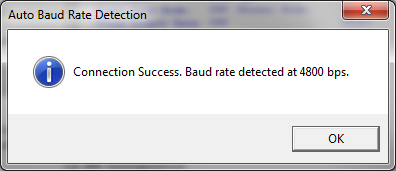 Auto Baud Rate Detection
Connection Success. Baud rate detected at 4800 bps.
OK